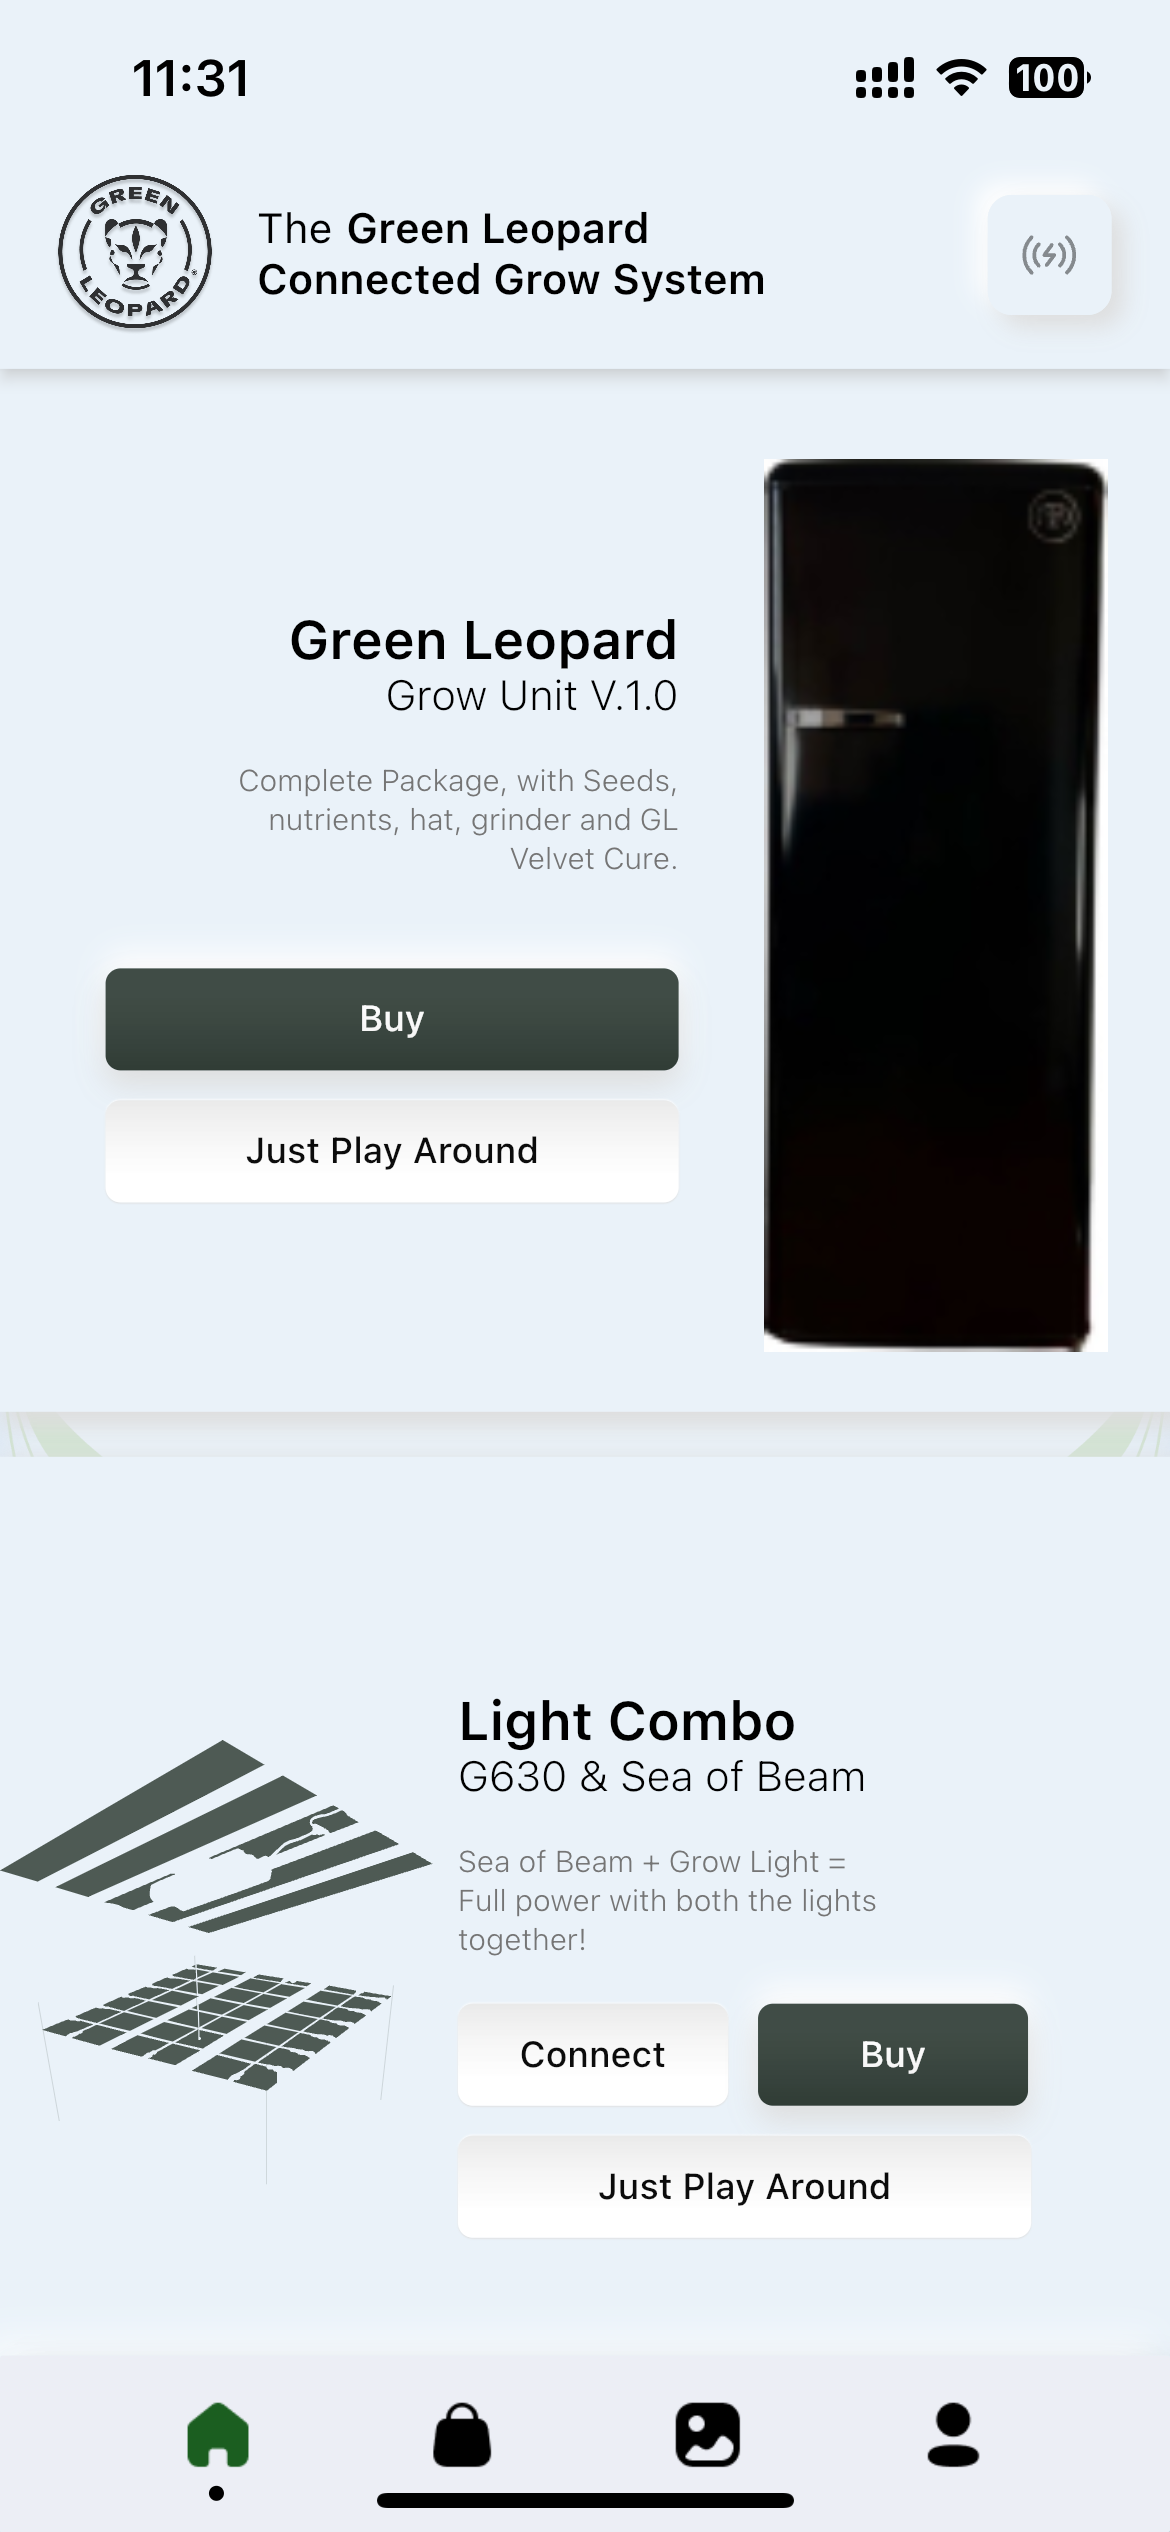 11:31
100
GREEN
LEOPARD®
The Green Leopard
Connected Grow System
Green Leopard
Grow Unit V.1.0
Complete Package, with Seeds,
nutrients, hat, grinder and GL
Velvet Cure.
Buy
Just Play Around
Light Combo
G630 & Sea of Beam
Sea of Beam + Grow Light =
Full power with both the lights
together!
Connect
Buy
Just Play Around